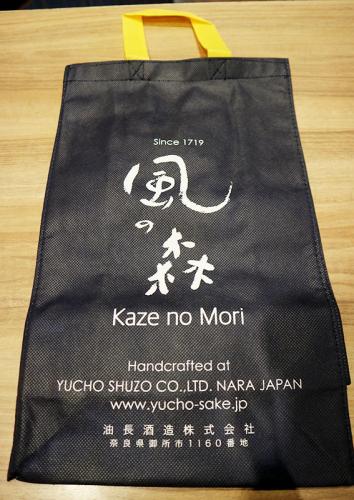 Since 1719
風
の
森
Kaze no Mori
Handcrafted at
YUCHO SHUZO CO.,LTD. NARA JAPAN
www.yucho-sake.jp
油長酒造株式会社
奈良県御所市1160番地